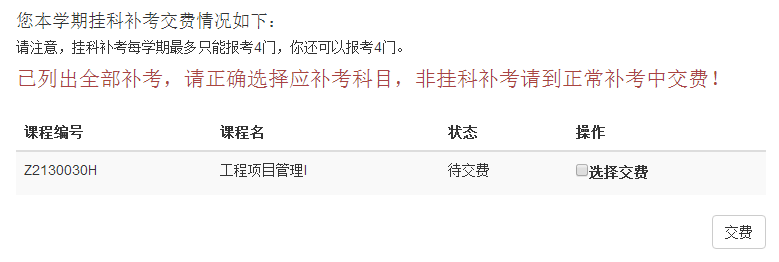 您本学期挂科补考交费情况如下：
请注意，挂科补考每学期最多只能报考4门，你还可以报考4门。
已列出全部补考，请正确选择应补考科目，非挂科补考请到正常补考中交费！
课程编号 课程名 状态 操作
Z2130030H 工程项目管理I 待交费 选择交费
交费